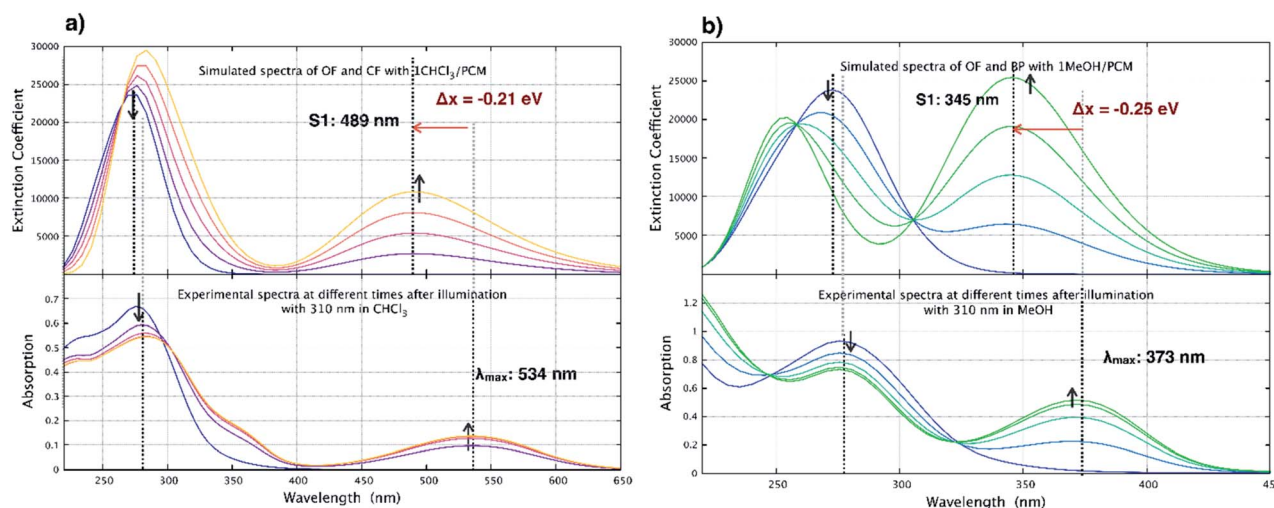 a)
30000
25000
20000
15000
10000
5000
Extinction Coefficient
Simulated spectra of OF and CF with 1CHCl₃/PCM
Δx = -0.21 eV
S1: 489 nm
0,7
0,6
0,5
0,4
0,3
0,2
0,1
0
Absorption
Experimental spectra at different times after illumination
with 310 nm in CHCl₃
λmax: 534 nm
250 300 350 400 450 500 550 600 650
Wavelength (nm)
b)
30000
25000
20000
15000
10000
5000
Extinction Coefficient
Simulated spectra of OF and BP with 1MeOH/PCM
S1: 345 nm
Δx = -0.25 eV
1.2
1
0.8
0.6
0.4
0.2
0
Absorption
Experimental spectra at different times after illumination
with 310 nm in MeOH
λmax: 373 nm
250 300 350 400 45
Wavelength (nm)